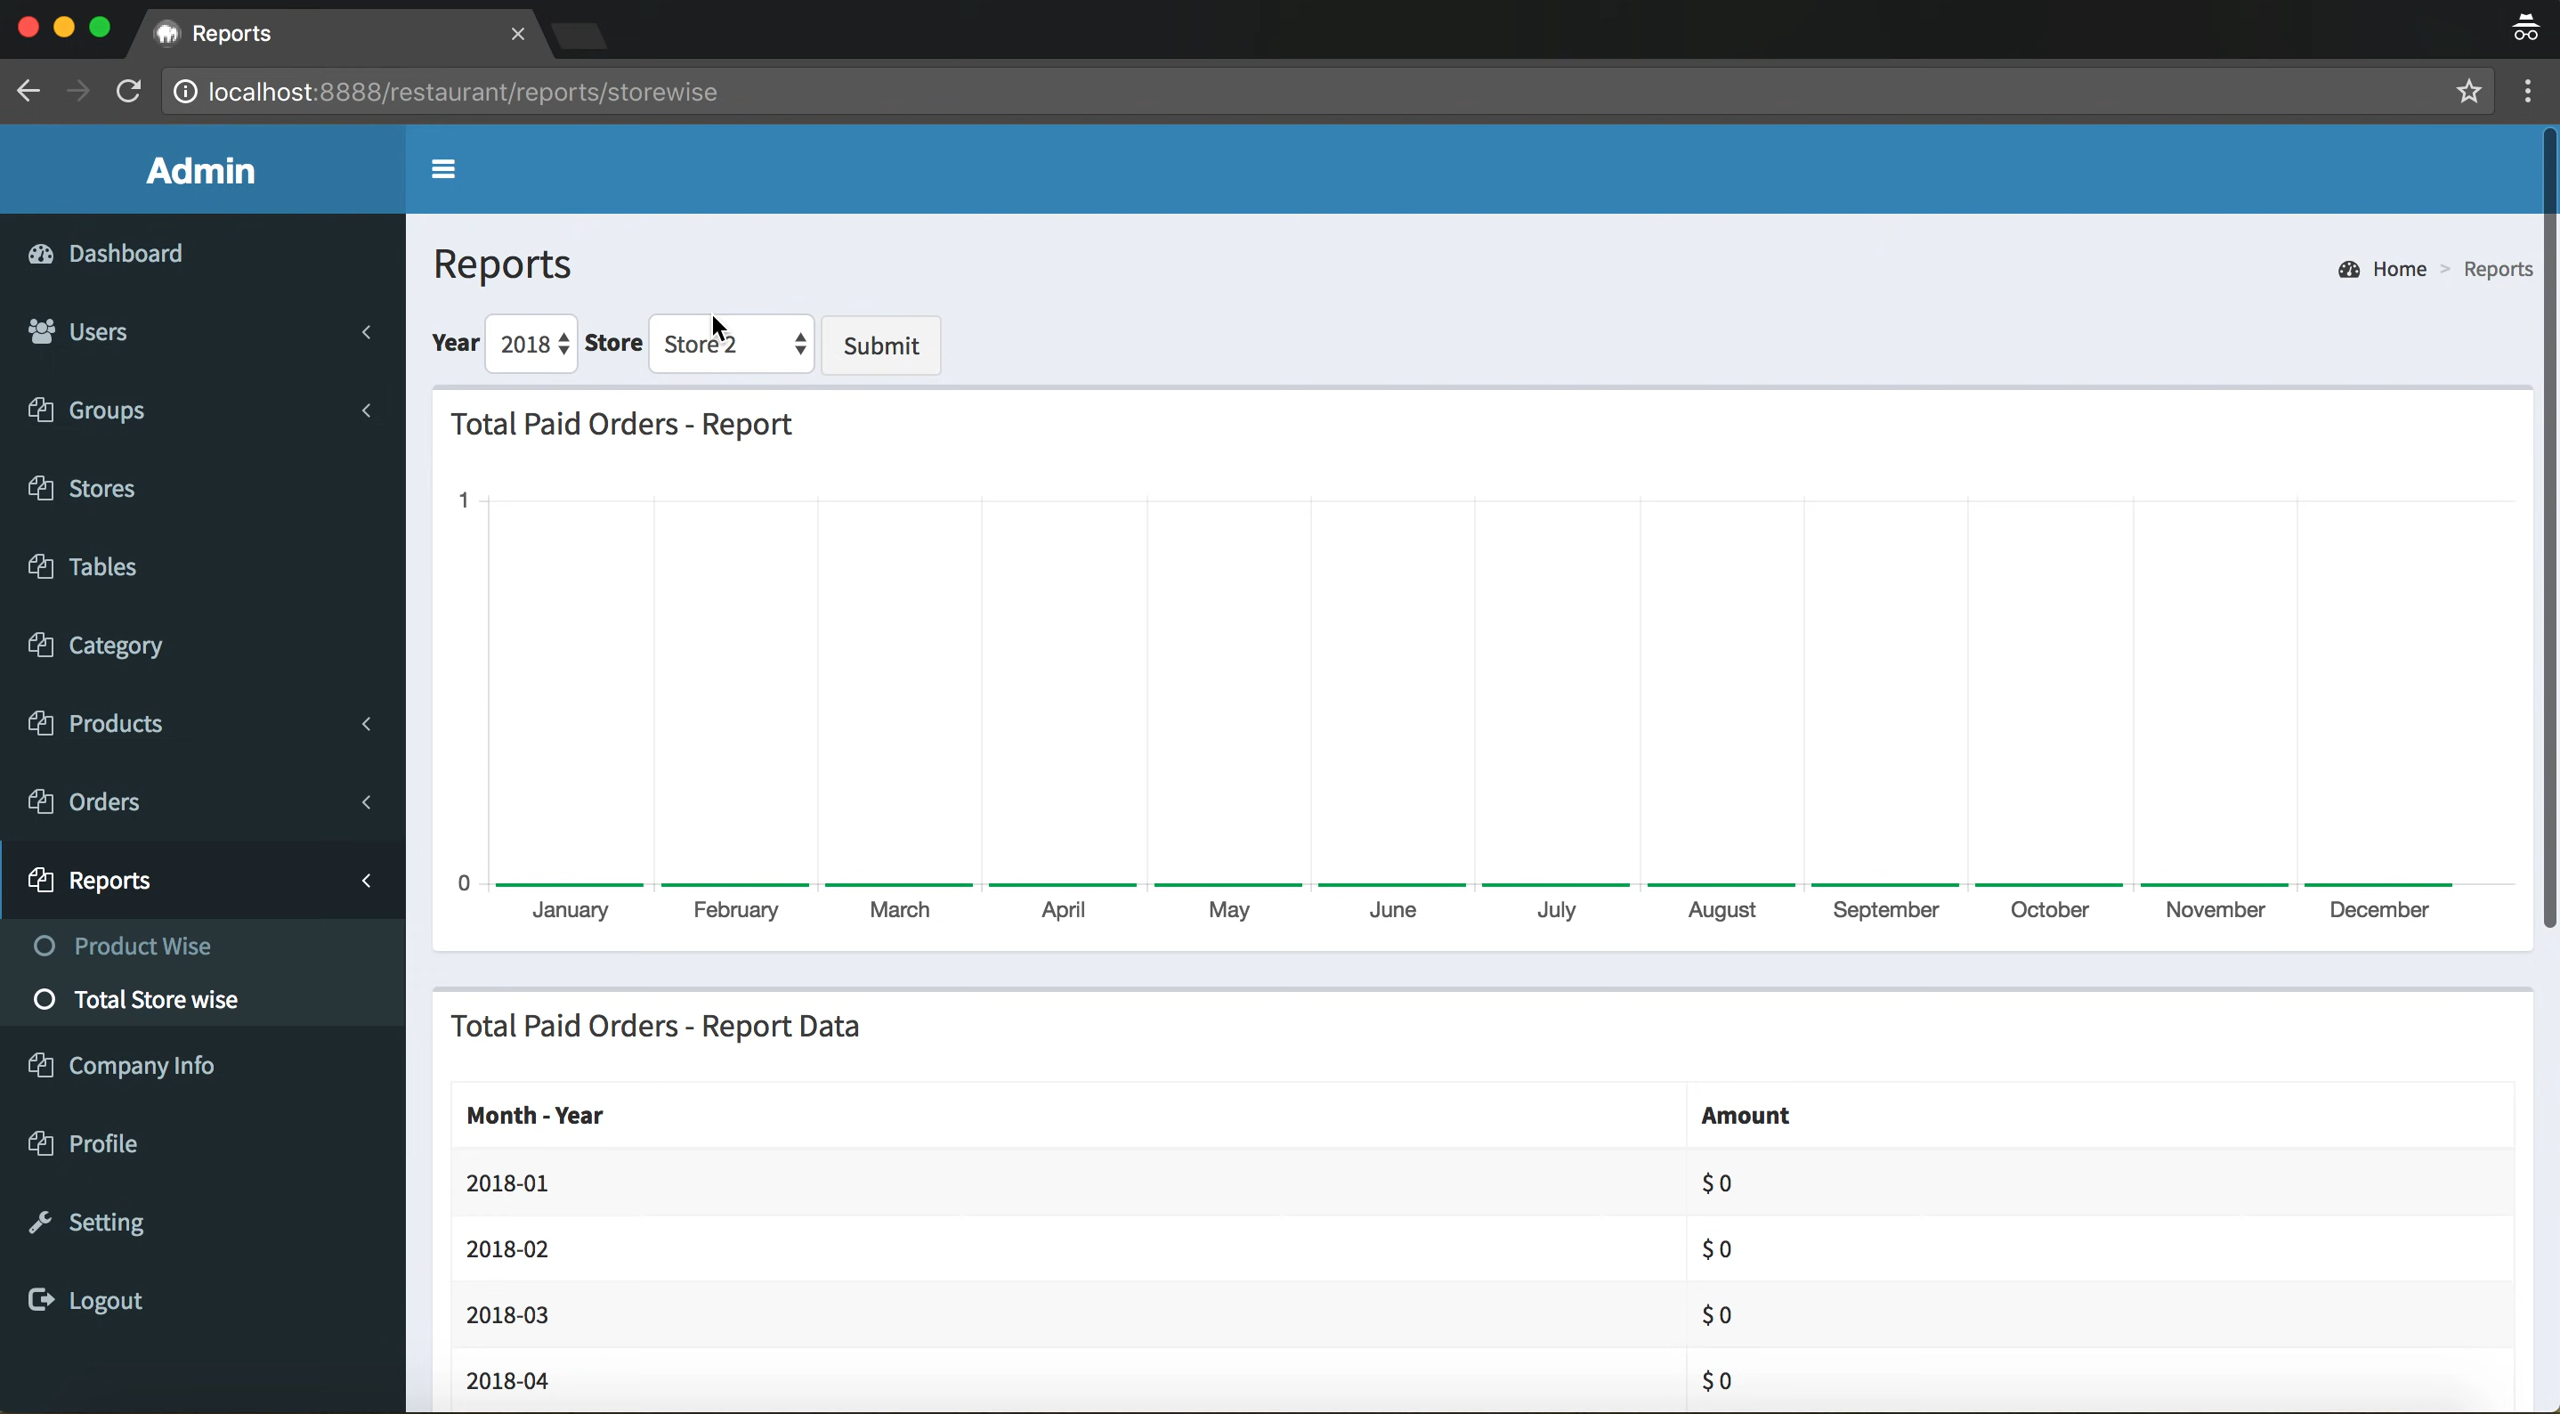 Reports
localhost:8888/restaurant/reports/storewise
Admin
Dashboard
Users
Groups
Stores
Tables
Category
Products
Orders
Reports
Product Wise
Total Store wise
Company Info
Profile
Setting
Logout
Reports
Home > Reports
Year 2018 Store Store 2 Submit
Total Paid Orders - Report
1
0
January February March April May June July August September October November December
Total Paid Orders - Report Data
Month - Year Amount
2018-01 $ 0
2018-02 $ 0
2018-03 $ 0
2018-04 $ 0